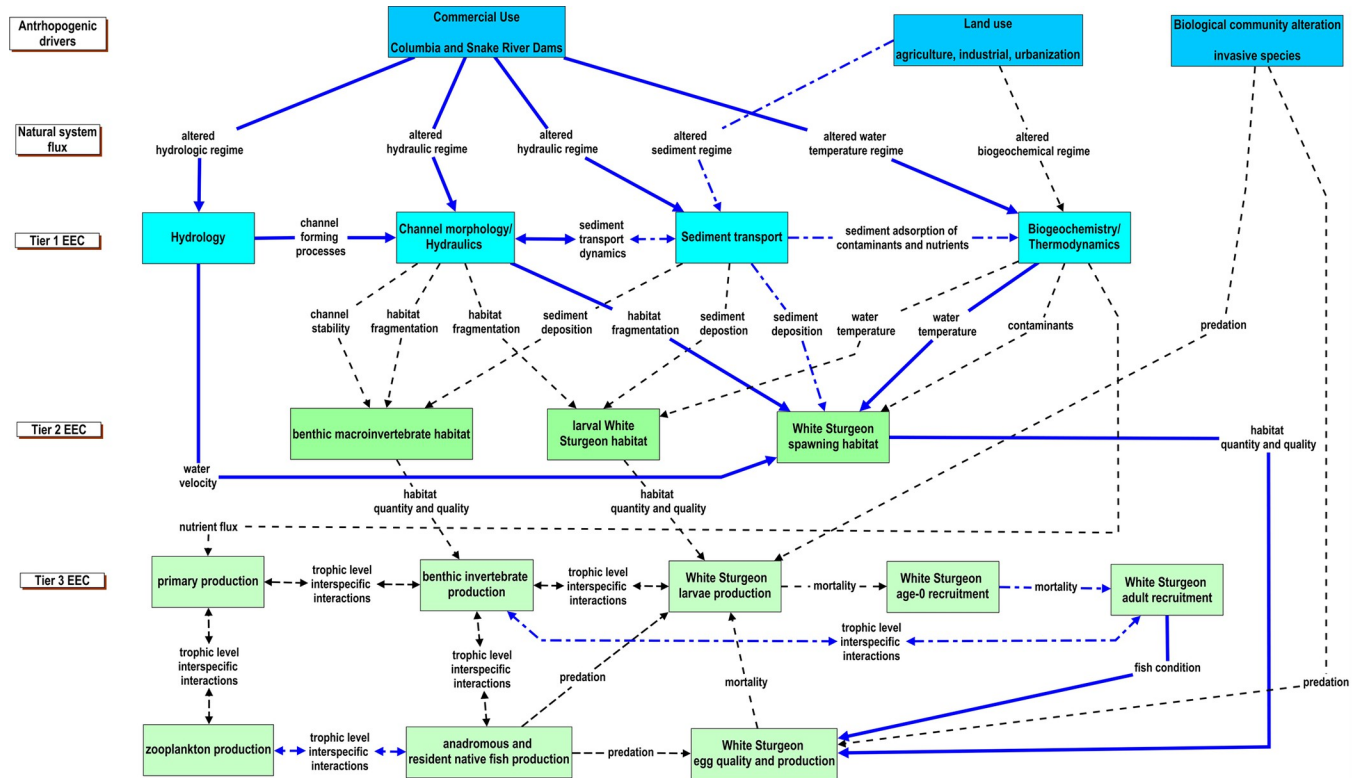 Antrhopogenic
drivers
Commercial Use
Columbia and Snake River Dams
Land use
agriculture, industrial, urbanization
Biological community alteration
invasive species
Natural system
flux
altered
hydrologic regime
altered
hydraulic regime
altered
hydraulic regime
altered
sediment regime
altered water
temperature regime
altered
biogeochemical regime
Tier 1 EEC
Hydrology
channel
forming
processes
Channel morphology/
Hydraulics
sediment
transport
dynamics
Sediment transport
sediment adsorption of
contaminants and nutrients
Biogeochemistry/
Thermodynamics
channel
stability
habitat
fragmentation
habitat
fragmentation
sediment
deposition
habitat
fragmentation
sediment
depostion
sediment
deposition
water
temperature
water
temperature
contaminants
predation
Tier 2 EEC
benthic macroinvertebrate habitat
larval White
Sturgeon habitat
White Sturgeon
spawning habitat
habitat
quantity and quality
water
velocity
habitat
quantity and quality
habitat
quantity and quality
nutrient flux
Tier 3 EEC
primary production
trophic level
interspecific
interactions
benthic invertebrate
production
trophic level
interspecific
interactions
White Sturgeon
larvae production
mortality
White Sturgeon
age-0 recruitment
mortality
White Sturgeon
adult recruitment
trophic level
interspecific
interactions
trophic level
interspecific
interactions
trophic level
interspecific
interactions
predation
mortality
fish condition
predation
zooplankton production
trophic level
interspecific
interactions
anadromous and
resident native fish production
predation
White Sturgeon
egg quality and production